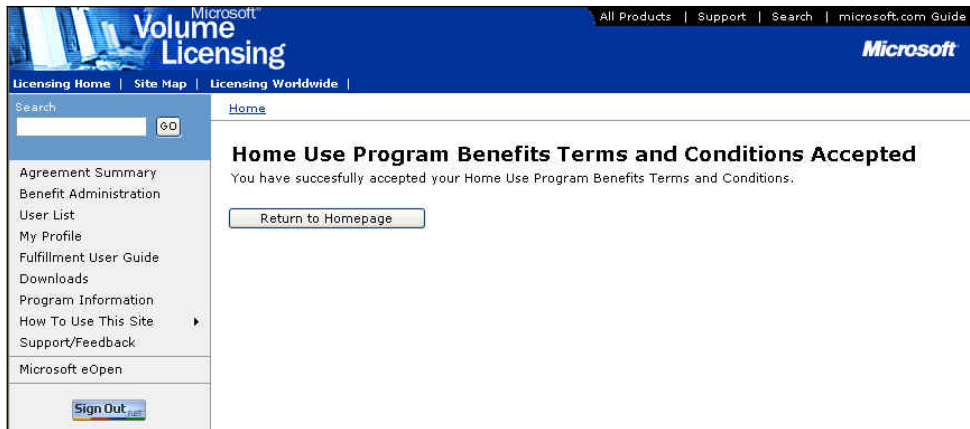 Microsoft™
Volume
Licensing
All Products | Support | Search | microsoft.com Guide
Microsoft
Licensing Home | Site Map | Licensing Worldwide |
Search
GO
Home
Home Use Program Benefits Terms and Conditions Accepted
You have succesfully accepted your Home Use Program Benefits Terms and Conditions.
Return to Homepage
Agreement Summary
Benefit Administration
User List
My Profile
Fulfillment User Guide
Downloads
Program Information
How To Use This Site
Support/Feedback
Microsoft eOpen
Sign Out .net